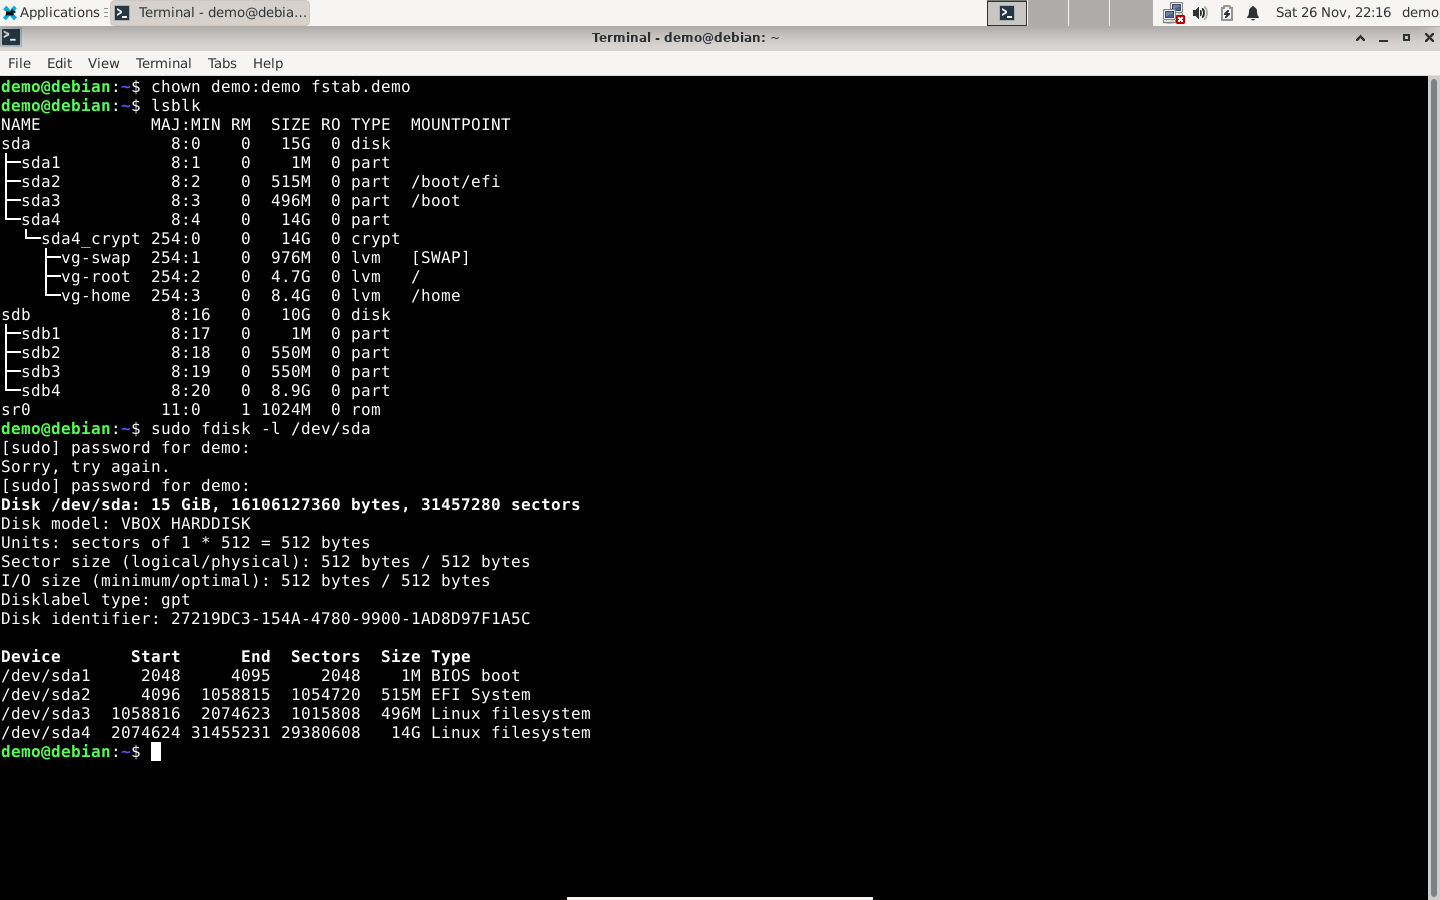 Applications Terminal - demo@debia... Sat 26 Nov, 22:16 demo
Terminal - demo@debian: ~
File Edit View Terminal Tabs Help
demo@debian:~$ chown demo:demo fstab.demo
demo@debian:~$ lsblk
NAME MAJ:MIN RM SIZE RO TYPE MOUNTPOINT
sda 8:0 0 15G 0 disk
├─sda1 8:1 0 1M 0 part
├─sda2 8:2 0 515M 0 part /boot/efi
├─sda3 8:3 0 496M 0 part /boot
└─sda4 8:4 0 14G 0 part
  └─sda4_crypt 254:0 0 14G 0 crypt
    ├─vg-swap 254:1 0 976M 0 lvm [SWAP]
    ├─vg-root 254:2 0 4.7G 0 lvm /
    └─vg-home 254:3 0 8.4G 0 lvm /home
sdb 8:16 0 10G 0 disk
├─sdb1 8:17 0 1M 0 part
├─sdb2 8:18 0 550M 0 part
├─sdb3 8:19 0 550M 0 part
└─sdb4 8:20 0 8.9G 0 part
sr0 11:0 1 1024M 0 rom
demo@debian:~$ sudo fdisk -l /dev/sda
[sudo] password for demo:
Sorry, try again.
[sudo] password for demo:
Disk /dev/sda: 15 GiB, 16106127360 bytes, 31457280 sectors
Disk model: VBOX HARDDISK
Units: sectors of 1 * 512 = 512 bytes
Sector size (logical/physical): 512 bytes / 512 bytes
I/O size (minimum/optimal): 512 bytes / 512 bytes
Disklabel type: gpt
Disk identifier: 27219DC3-154A-4780-9900-1AD8D97F1A5C
Device Start End Sectors Size Type
/dev/sda1 2048 4095 2048 1M BIOS boot
/dev/sda2 4096 1058815 1054720 515M EFI System
/dev/sda3 1058816 2074623 1015808 496M Linux filesystem
/dev/sda4 2074624 31455231 29380608 14G Linux filesystem
demo@debian:~$